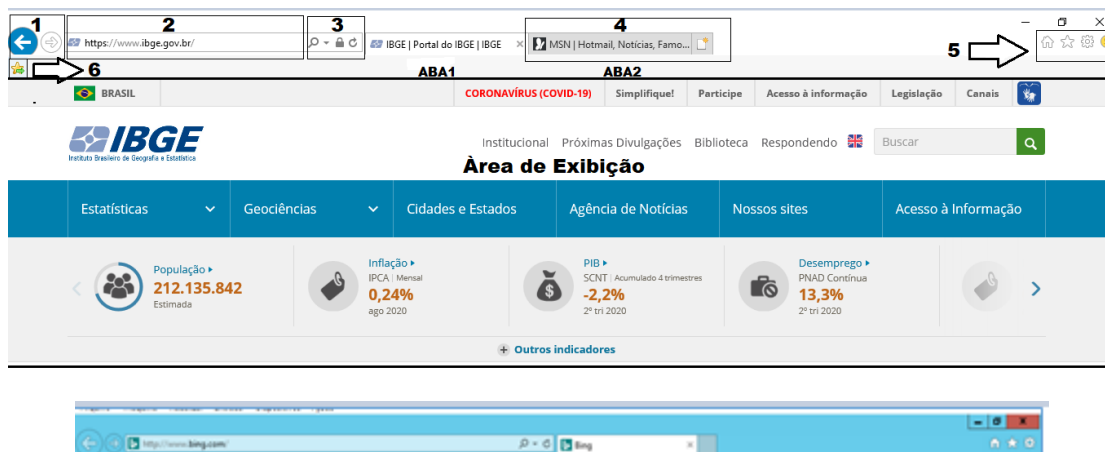 1 2 3 4
https://www.ibge.gov.br/ IBGE | Portal do IBGE | IBGE MSN | Hotmail, Notícias, Famo... 5
6 ABA1 ABA2
BRASIL CORONAVÍRUS (COVID-19) Simplifique! Participe Acesso à informação Legislação Canais
IBGE
Instituto Brasileiro de Geografia e Estatística
Institucional Próximas Divulgações Biblioteca Respondendo Buscar
Àrea de Exibição
Estatísticas Geociências Cidades e Estados Agência de Notícias Nossos sites Acesso à Informação
População
212.135.842
Estimada
Inflação
IPCA | Mensal
0,24%
ago 2020
PIB
SCNT | Acumulado 4 trimestres
-2,2%
2º tri 2020
Desemprego
PNAD Contínua
13,3%
2º tri 2020
+ Outros indicadores
http://www.bing.com/ Bing